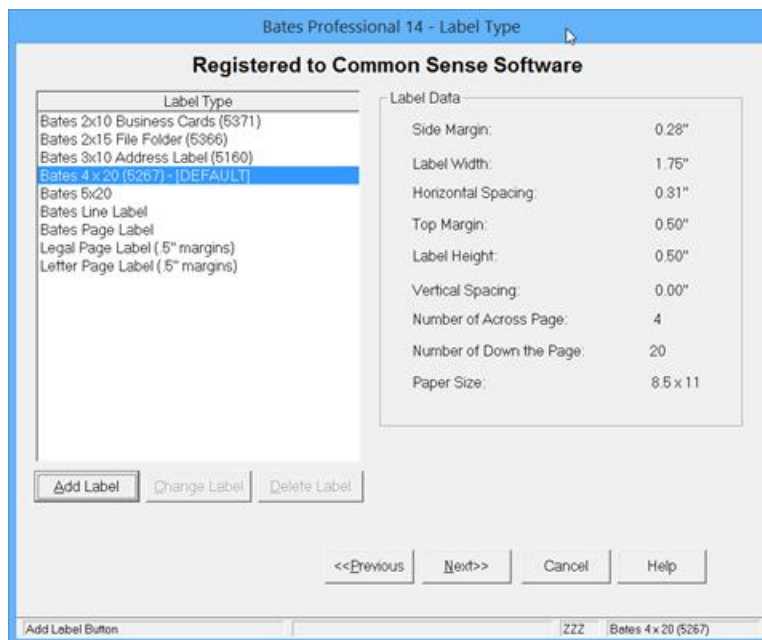 Bates Professional 14 - Label Type
Registered to Common Sense Software
Label Type
Bates 2x10 Business Cards (5371)
Bates 2x15 File Folder (5366)
Bates 3x10 Address Label (5160)
Bates 4 x 20 (5267) - [DEFAULT]
Bates 5x20
Bates Line Label
Bates Page Label
Legal Page Label (.5" margins)
Letter Page Label (.5" margins)
Label Data
Side Margin: 0.28"
Label Width: 1.75"
Horizontal Spacing: 0.31"
Top Margin: 0.50"
Label Height: 0.50"
Vertical Spacing: 0.00"
Number of Across Page: 4
Number of Down the Page: 20
Paper Size: 8.5 x 11
Add Label Change Label Delete Label
<<Previous Next>> Cancel Help
Add Label Button ZZZ Bates 4 x 20 (5267)